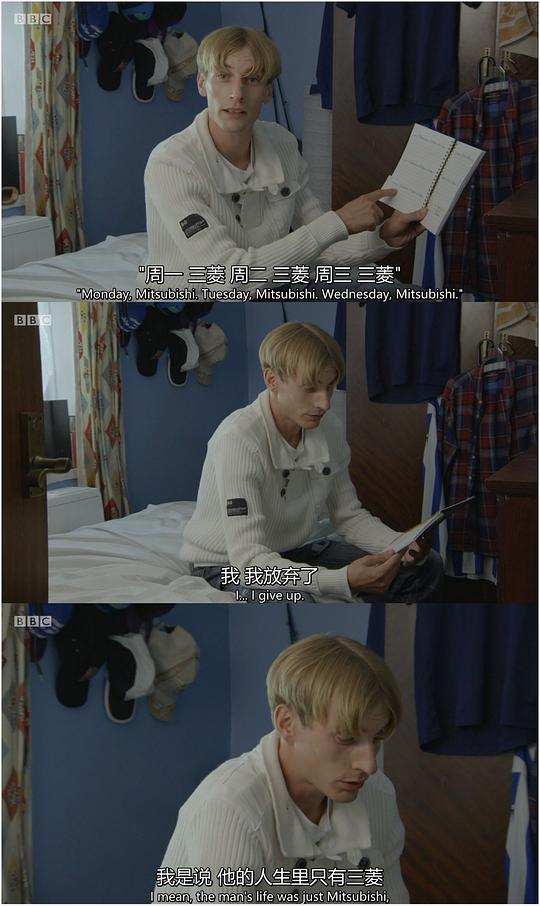 BBC
"周一 三菱 周二 三菱 周三 三菱"
"Monday, Mitsubishi. Tuesday, Mitsubishi. Wednesday, Mitsubishi."
BBC
我 我放弃了
I... I give up.
BBC
我是说 他的人生里只有三菱
I mean, the man's life was just Mitsubishi,